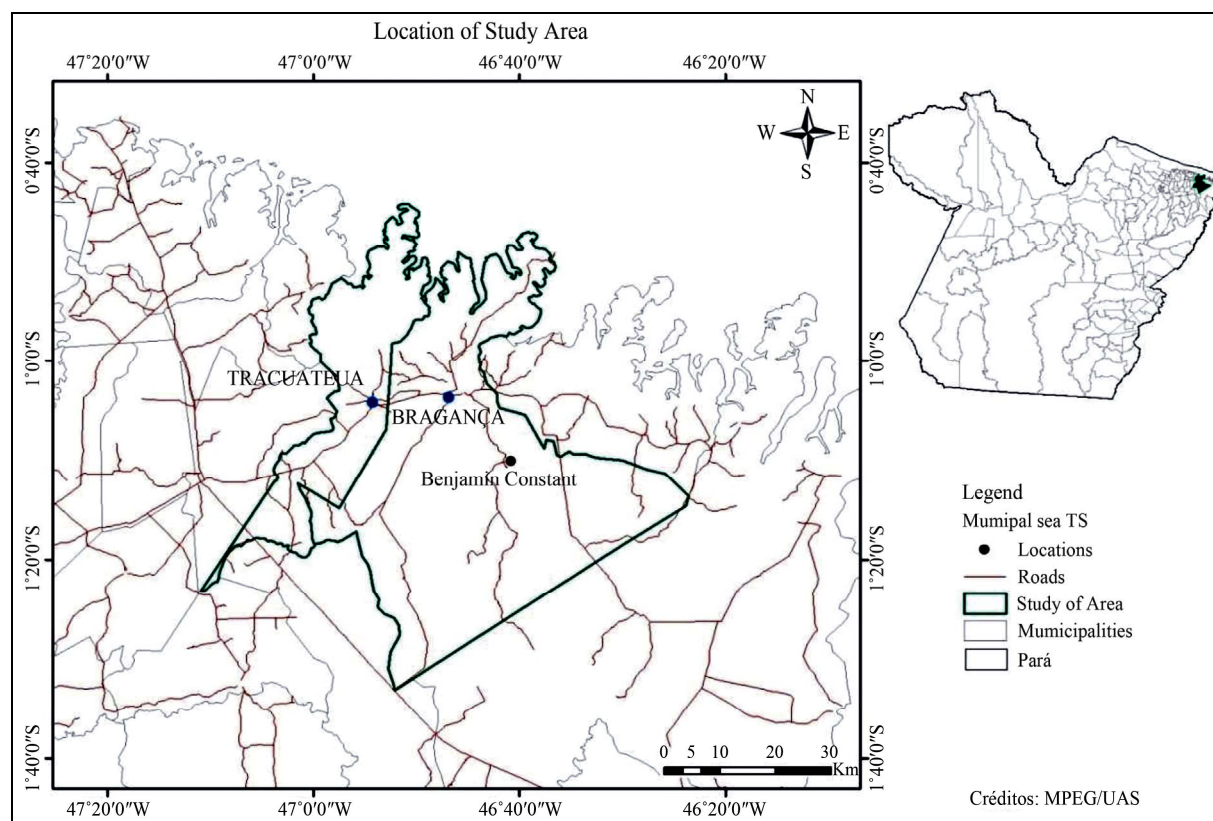 Location of Study Area
47°20′0″W 47°00′0″W 46°40′0″W 46°20′0″W
N
W E
S
0°40′0″S 0°40′0″S
1°0′0″S 1°0′0″S
TRACUATEUA
BRAGANÇA
Benjamín Constant
1°20′0″S 1°20′0″S
1°40′0″S 1°40′0″S
0 5 10 20 30
Km
47°20′0″W 47°00′0″W 46°40′0″W 46°20′0″W
Legend
Mumipal sea TS
Locations
Roads
Study of Area
Mumicipalities
Pará
Créditos: MPEG/UAS